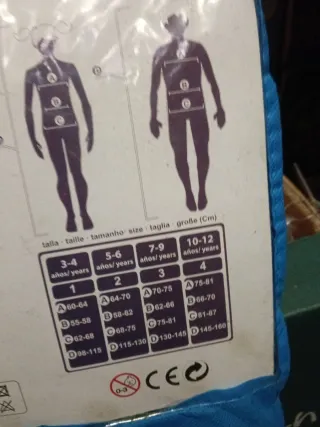 A
B
C
D
A
B
C
talla · taille · tamanho · size · taglia · große (Cm)
3-4 5-6 7-9 10-12
años/years años/years años/years años/years
1 2 3 4
A 60-64 A 64-70 A 70-75 A 75-81
B 55-58 B 58-62 B 62-66 B 66-70
C 62-68 C 68-75 C 75-81 C 81-87
D 98-115 D 115-130 D 130-145 D 145-160
0-3 CE